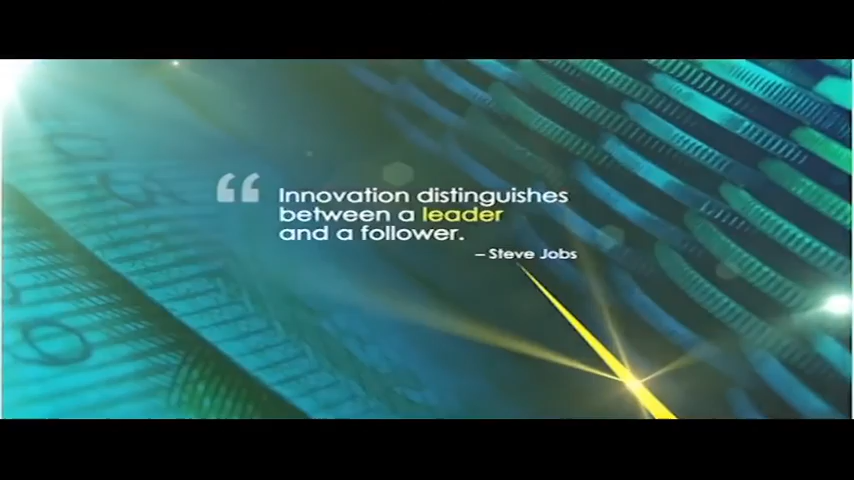 “ Innovation distinguishes
between a leader
and a follower.
– Steve Jobs